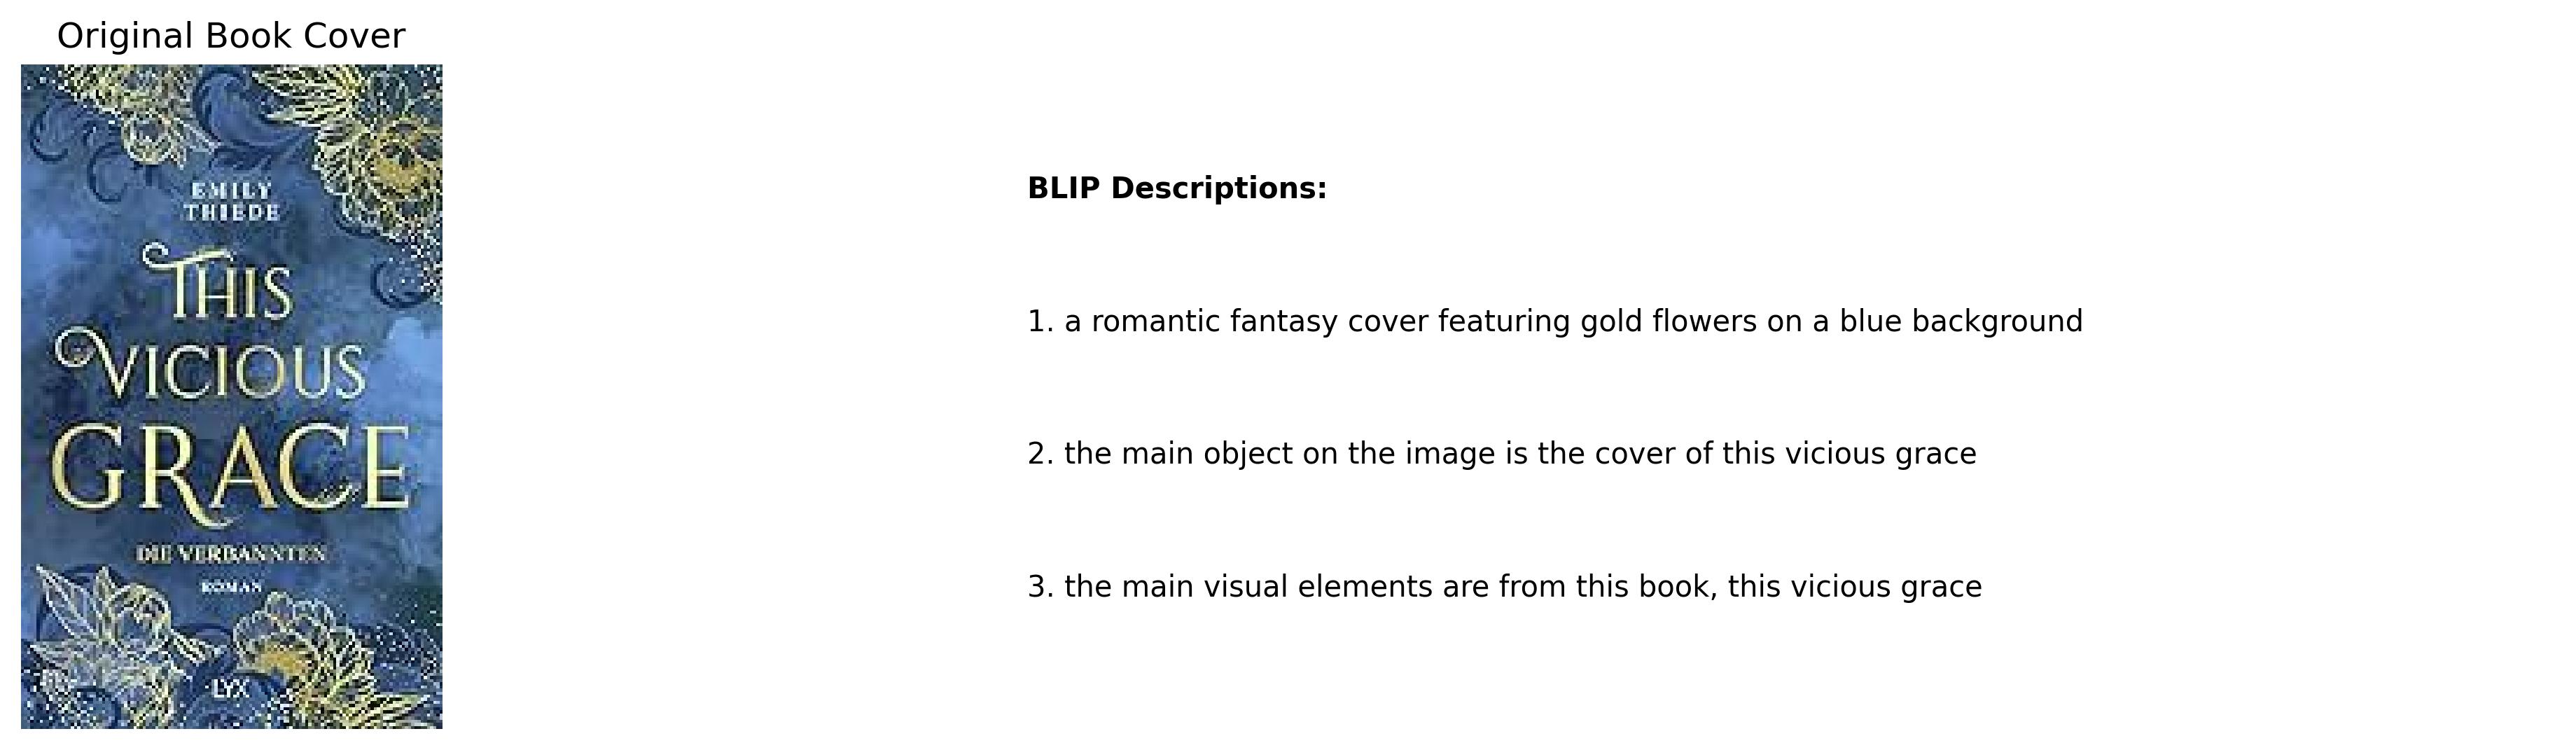 Original Book Cover
EMILY
THIEDE
THIS
VICIOUS
GRACE
DIE VERBANNTEN
ROMAN
LYX
BLIP Descriptions:
1. a romantic fantasy cover featuring gold flowers on a blue background
2. the main object on the image is the cover of this vicious grace
3. the main visual elements are from this book, this vicious grace